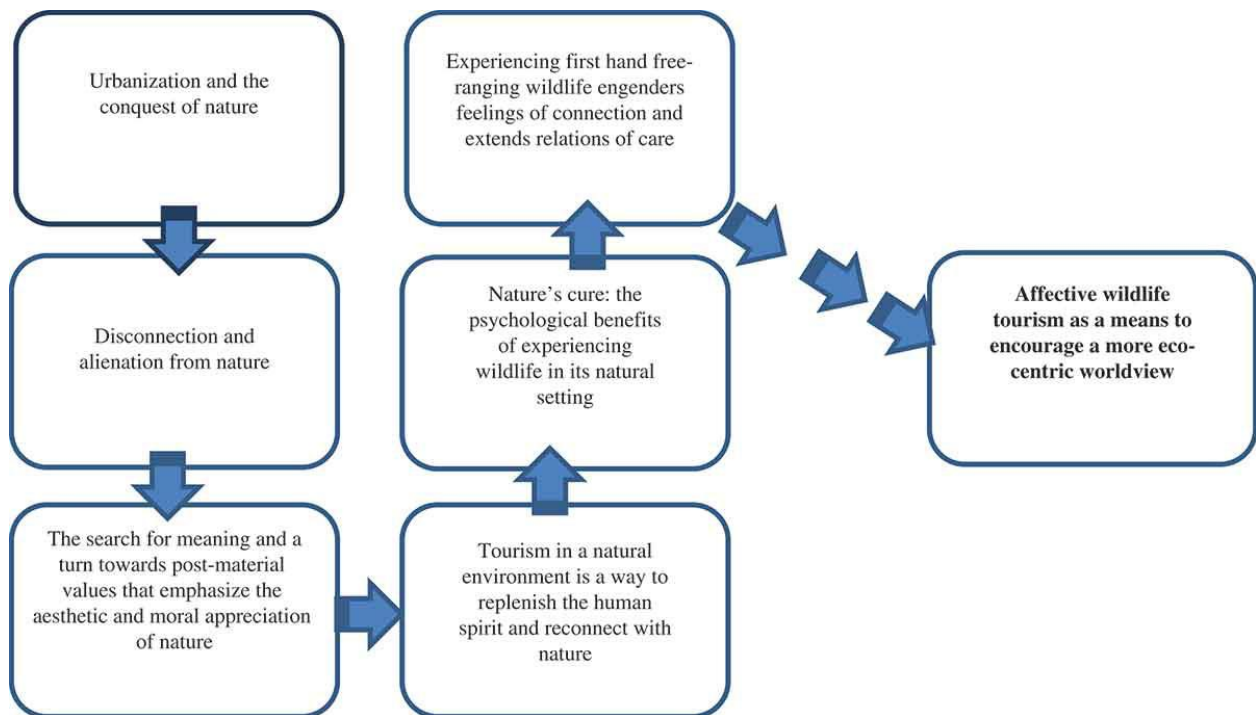 Urbanization and the
conquest of nature
Disconnection and
alienation from nature
The search for meaning and a
turn towards post-material
values that emphasize the
aesthetic and moral appreciation
of nature
Tourism in a natural
environment is a way to
replenish the human
spirit and reconnect with
nature
Nature’s cure: the
psychological benefits
of experiencing
wildlife in its natural
setting
Experiencing first hand free-
ranging wildlife engenders
feelings of connection and
extends relations of care
Affective wildlife
tourism as a means to
encourage a more eco-
centric worldview